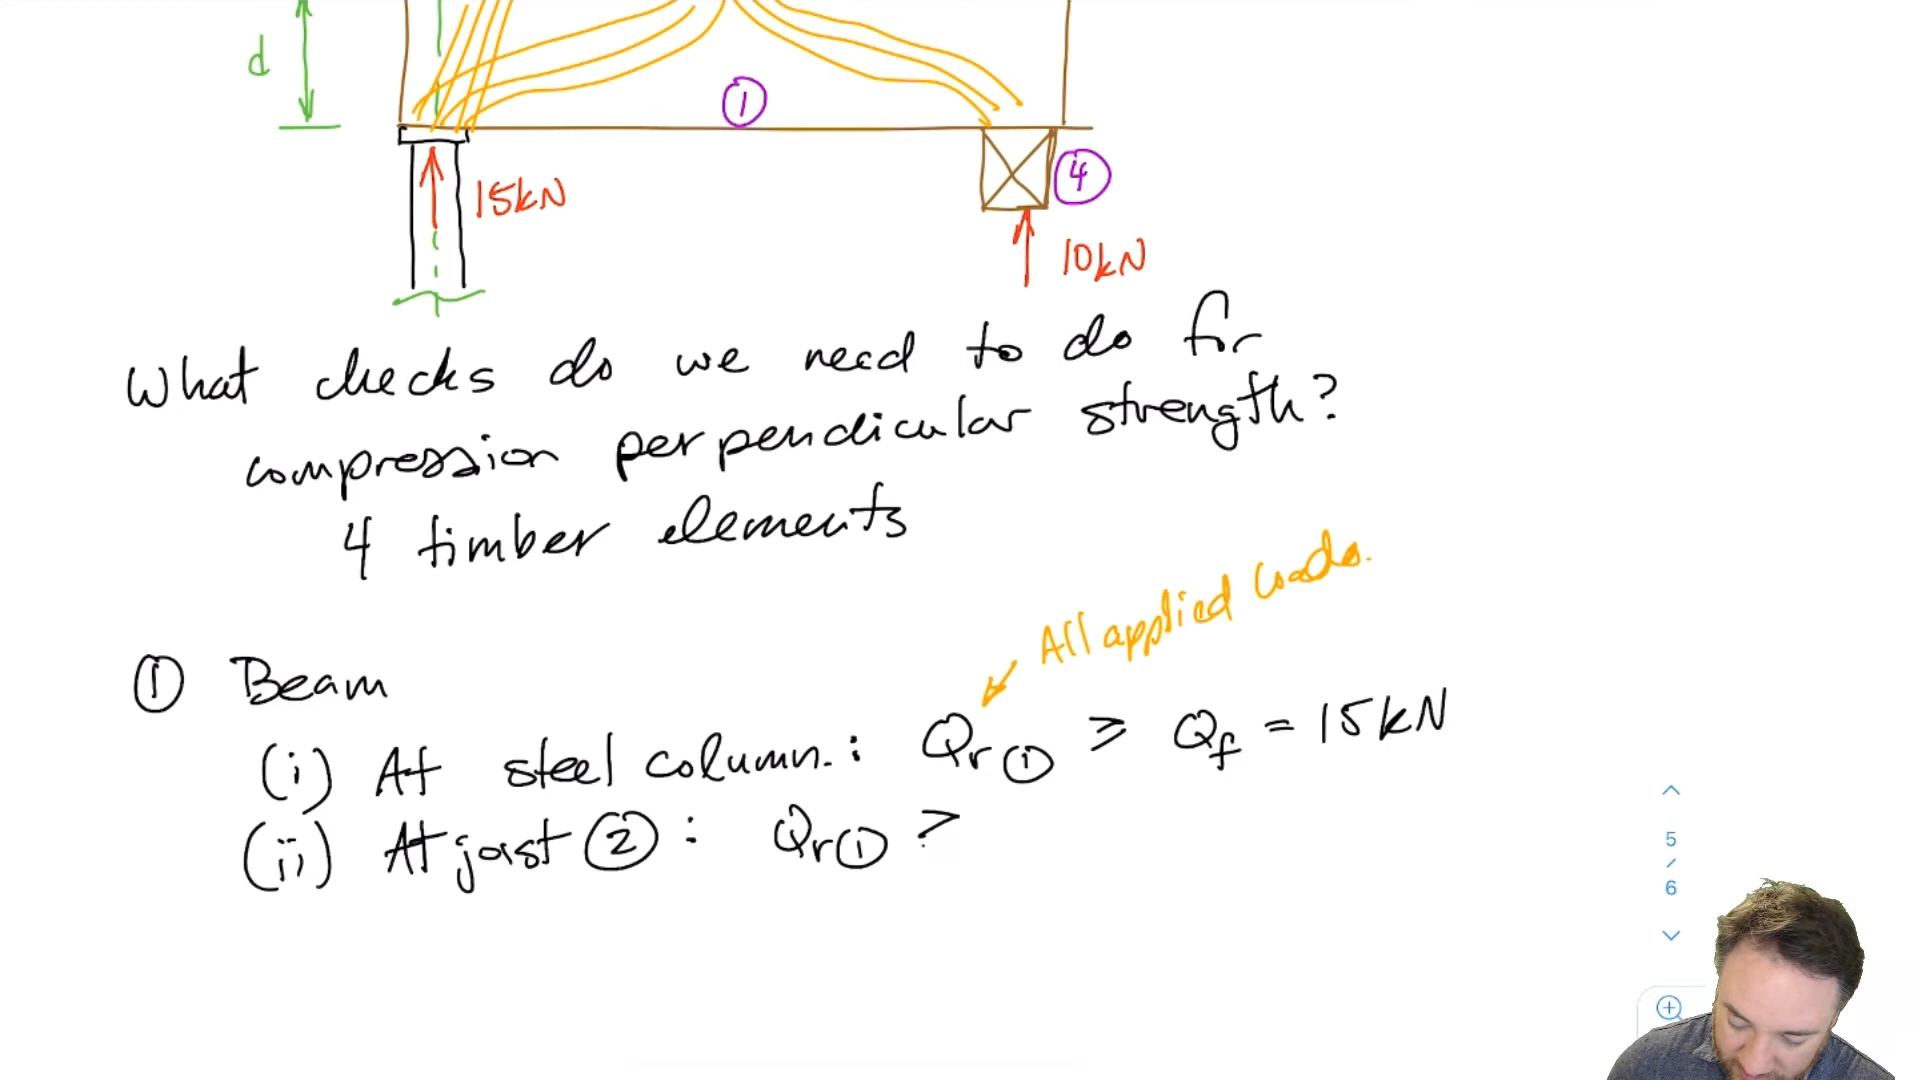 d
①
15kN
④
10kN
What checks do we need to do for
compression perpendicular strength?
4 timber elements
All applied loads.
① Beam
(i) At steel column.: Qr① ≥ Qf = 15kN
(ii) At joist ②: Qr① >
5
/
6